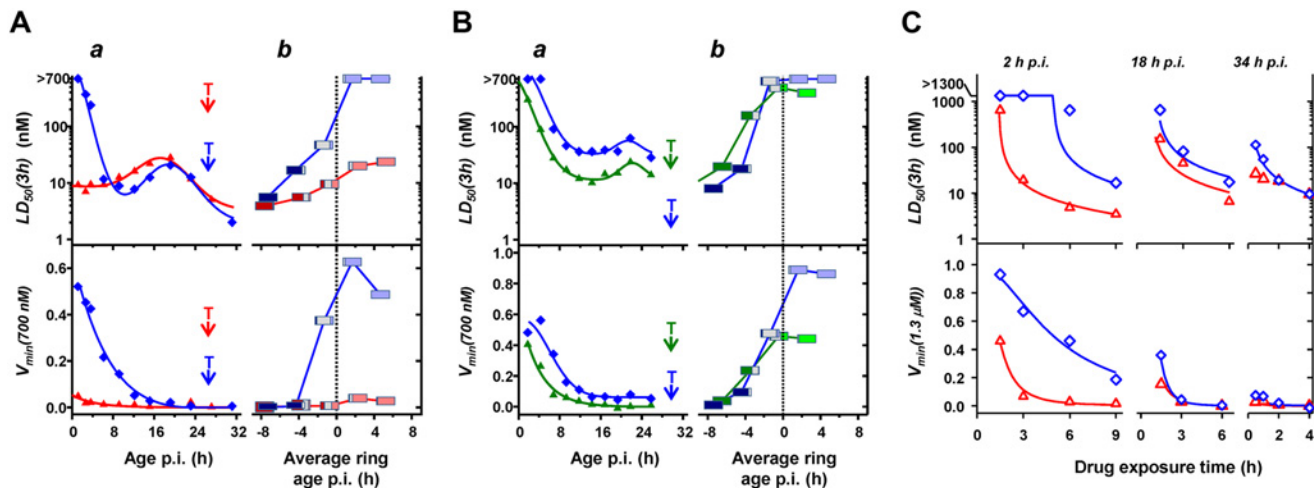 A
a
b
B
a
b
C
2 h p.i.
18 h p.i.
34 h p.i.
LD50(3h) (nM)
>700
100
10
1
T
T
LD50(3h) (nM)
>700
100
10
1
T
T
LD50(3h) (nM)
>1300
1000
100
10
1
Vmin(700 nM)
0.6
0.4
0.2
0.0
T
T
Vmin(700 nM)
1.0
0.8
0.6
0.4
0.2
0.0
T
T
Vmin(1.3 µM))
1.0
0.8
0.6
0.4
0.2
0.0
0 8 16 24 32
-8 -4 0 4 8
0 8 16 24 32
-8 -4 0 4 8
0 3 6 9
0 3 6
0 2 4
Age p.i. (h)
Average ring
age p.i. (h)
Age p.i. (h)
Average ring
age p.i. (h)
Drug exposure time (h)